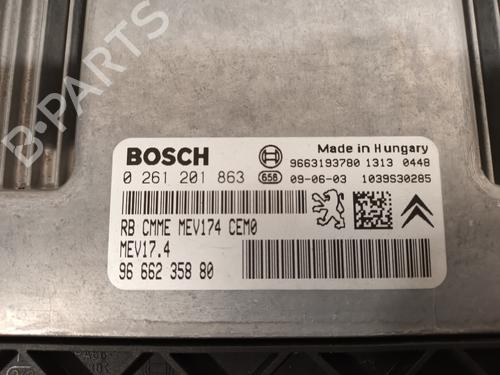 B-PARTS
BOSCH
Made in Hungary
9663193780 1313 0448
0 261 201 863
658
09-06-03 1039S30285
RB CMME MEV174 CEM0
MEV17.4
96 662 358 80